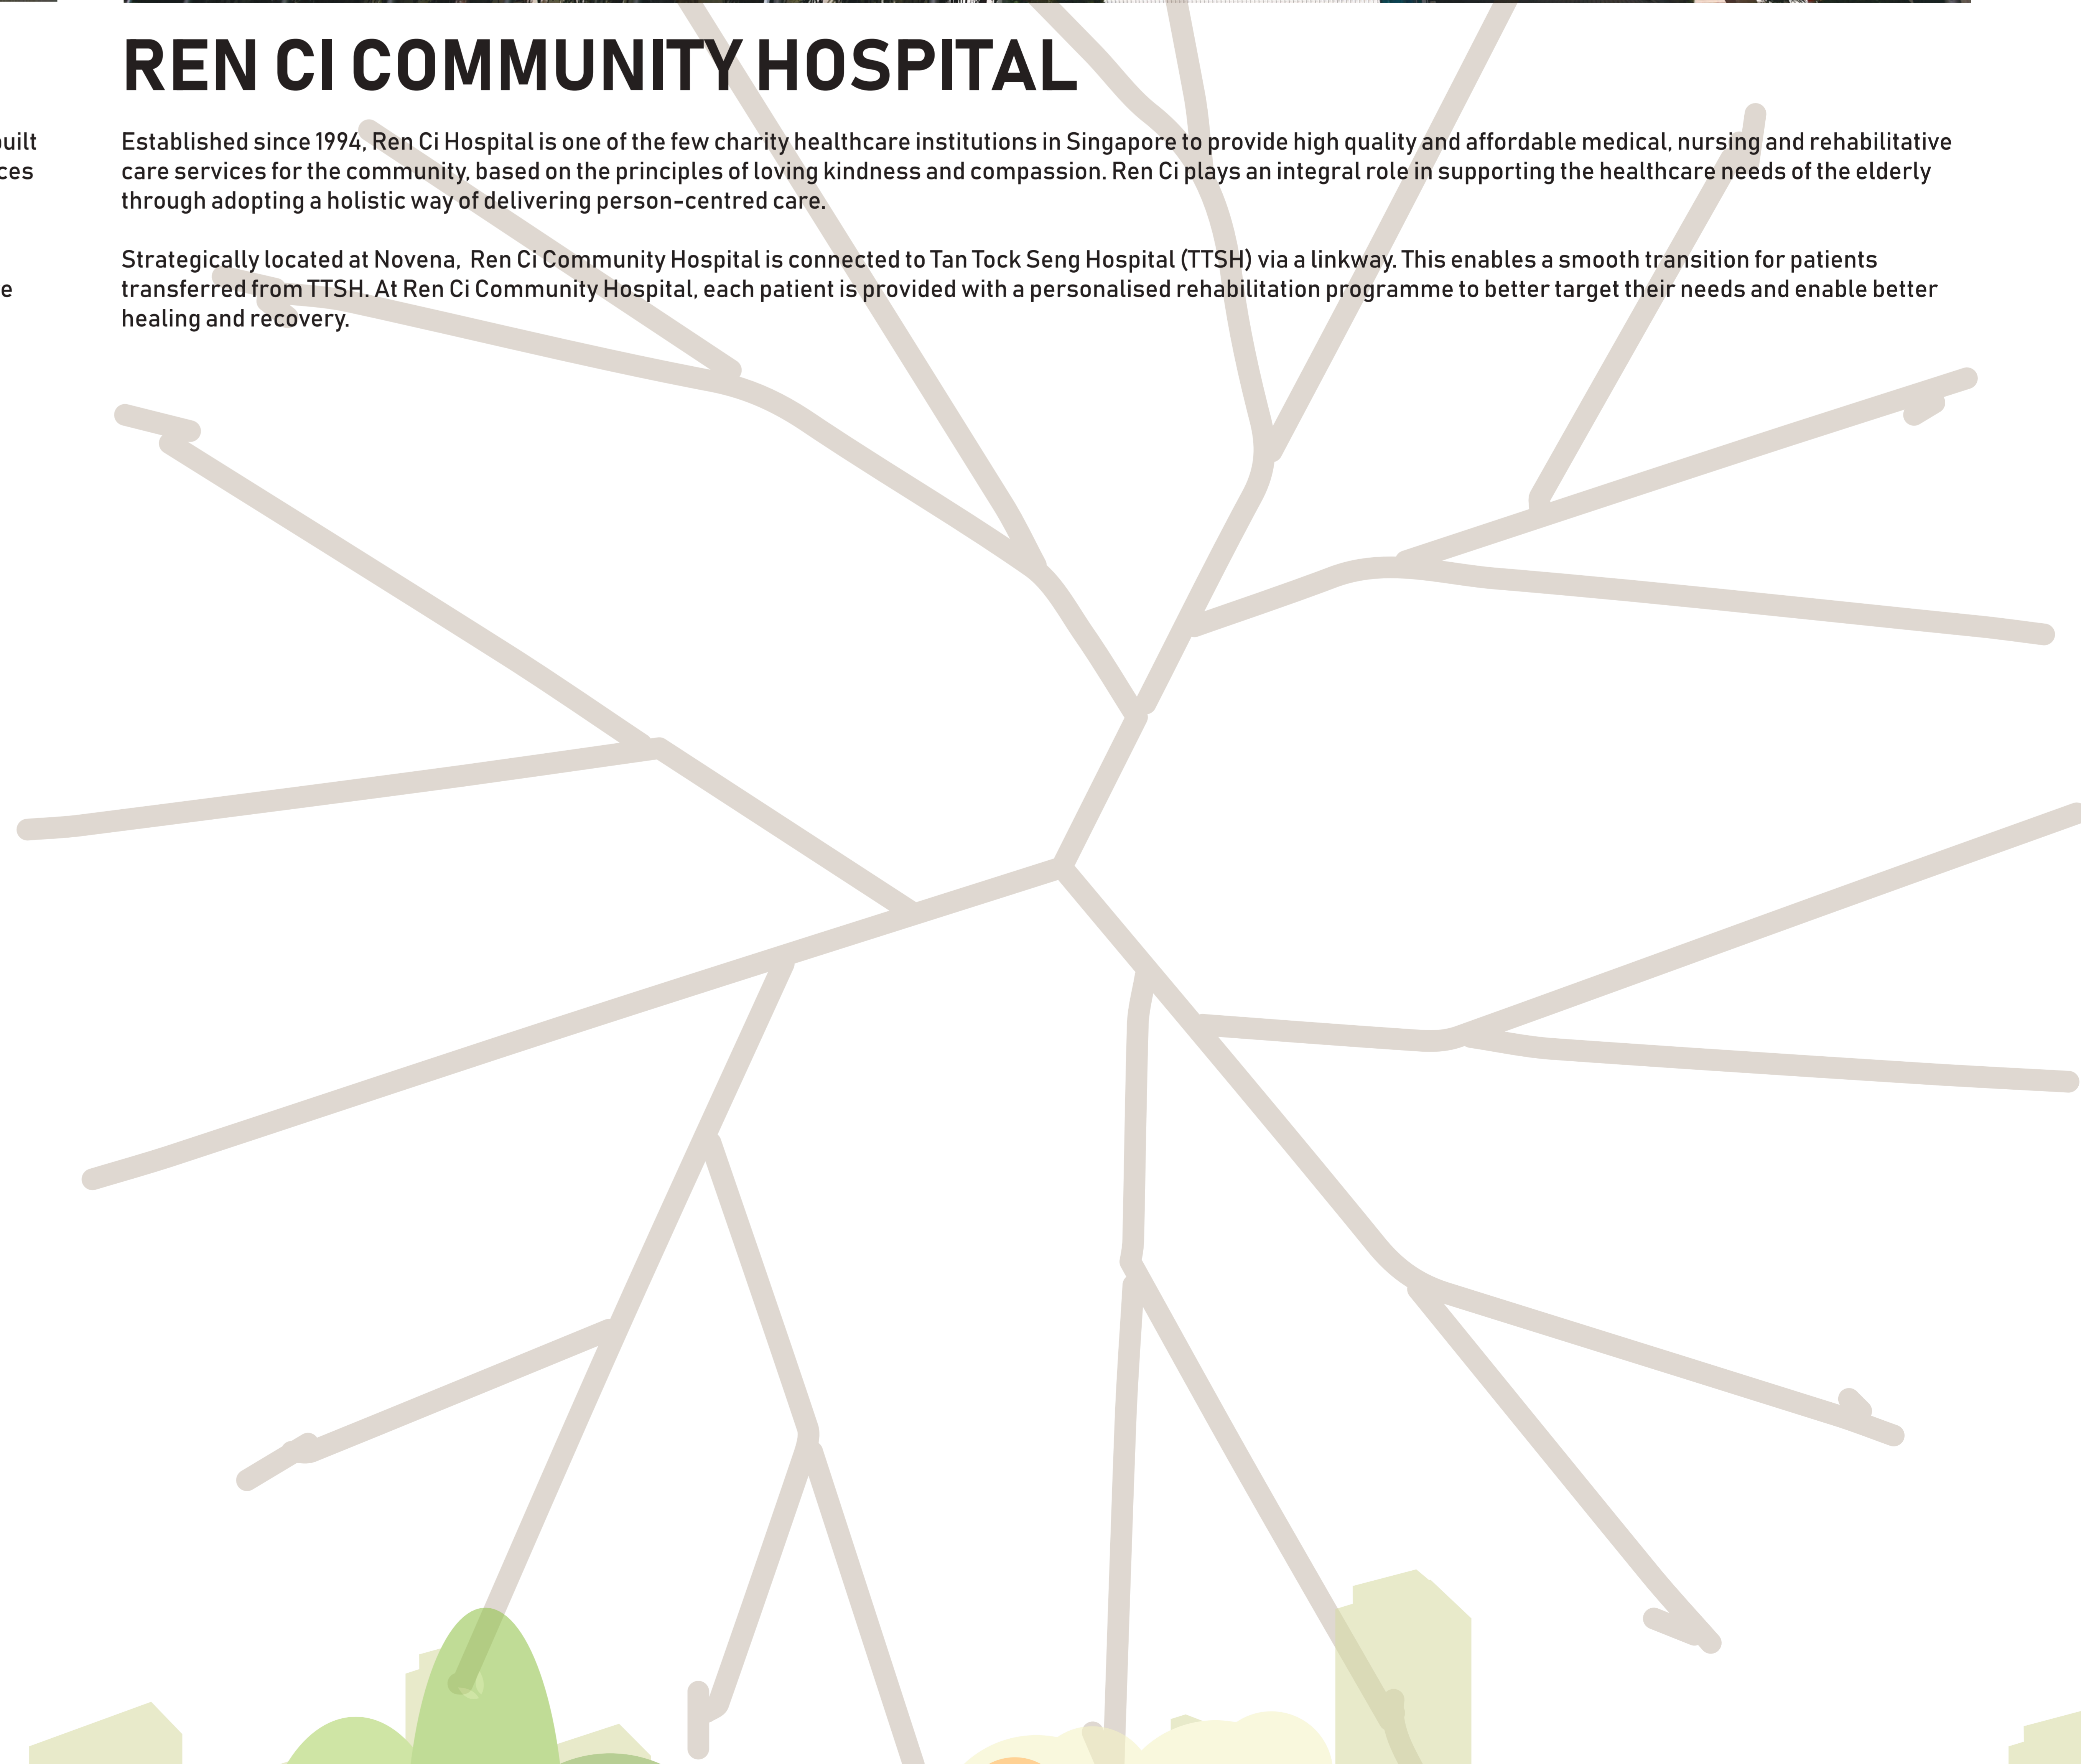 REN CI COMMUNITY HOSPITAL
Established since 1994, Ren Ci Hospital is one of the few charity healthcare institutions in Singapore to provide high quality and affordable medical, nursing and rehabilitative
care services for the community, based on the principles of loving kindness and compassion. Ren Ci plays an integral role in supporting the healthcare needs of the elderly
through adopting a holistic way of delivering person-centred care.
Strategically located at Novena, Ren Ci Community Hospital is connected to Tan Tock Seng Hospital (TTSH) via a linkway. This enables a smooth transition for patients
transferred from TTSH. At Ren Ci Community Hospital, each patient is provided with a personalised rehabilitation programme to better target their needs and enable better
healing and recovery.